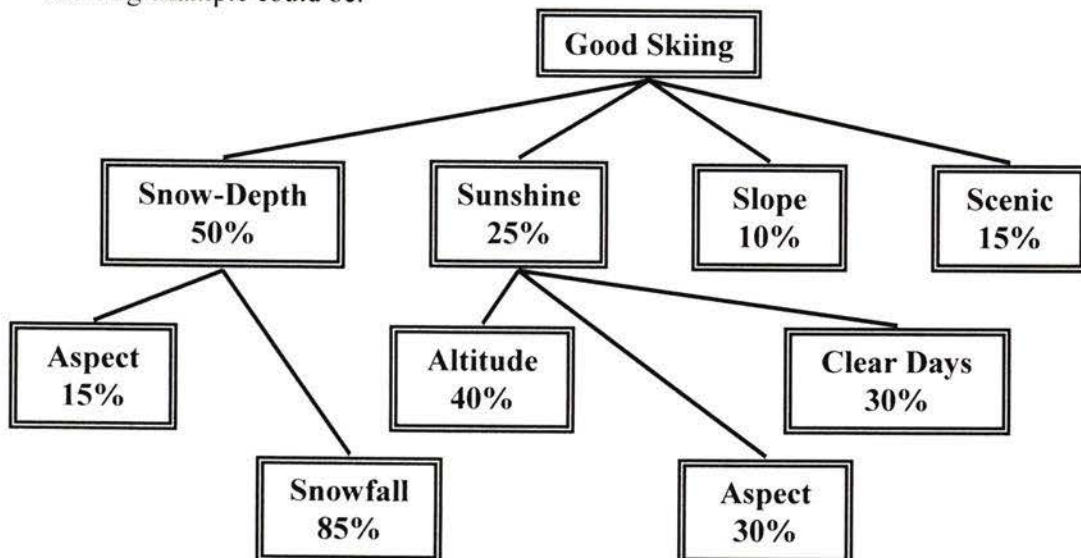 Good Skiing
Snow-Depth
50%
Sunshine
25%
Slope
10%
Scenic
15%
Aspect
15%
Altitude
40%
Clear Days
30%
Snowfall
85%
Aspect
30%